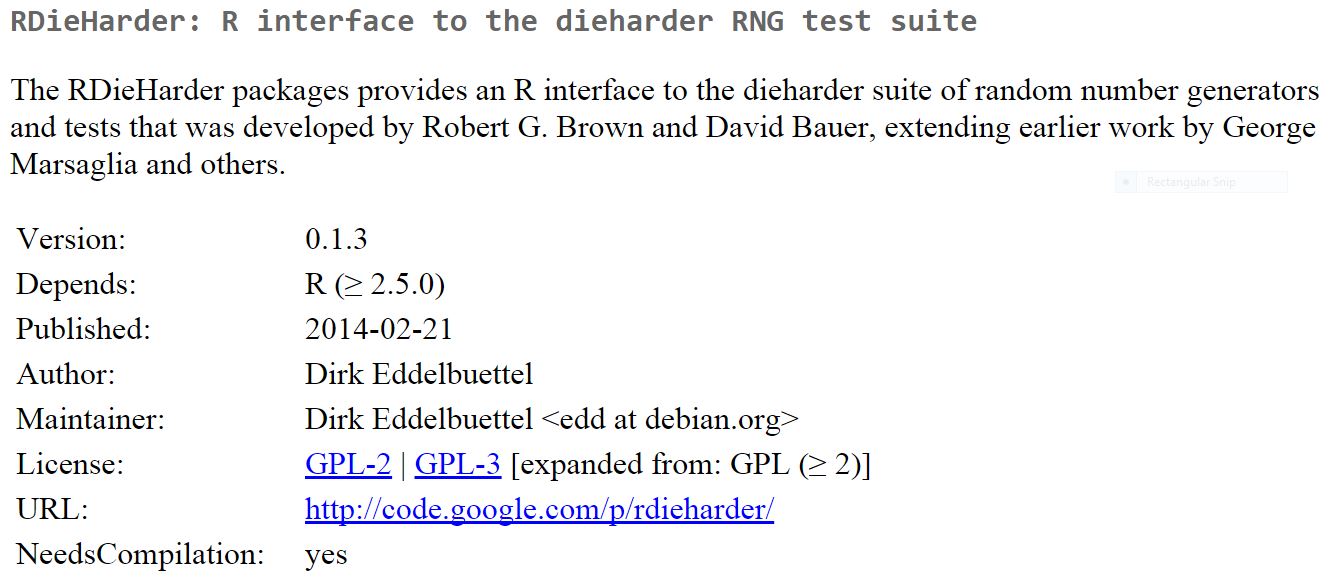 RDieHarder: R interface to the dieharder RNG test suite
The RDieHarder packages provides an R interface to the dieharder suite of random number generators
and tests that was developed by Robert G. Brown and David Bauer, extending earlier work by George
Marsaglia and others.
Rectangular Snip
Version: 0.1.3
Depends: R (≥ 2.5.0)
Published: 2014-02-21
Author: Dirk Eddelbuettel
Maintainer: Dirk Eddelbuettel <edd at debian.org>
License: GPL-2 | GPL-3 [expanded from: GPL (≥ 2)]
URL: http://code.google.com/p/rdieharder/
NeedsCompilation: yes